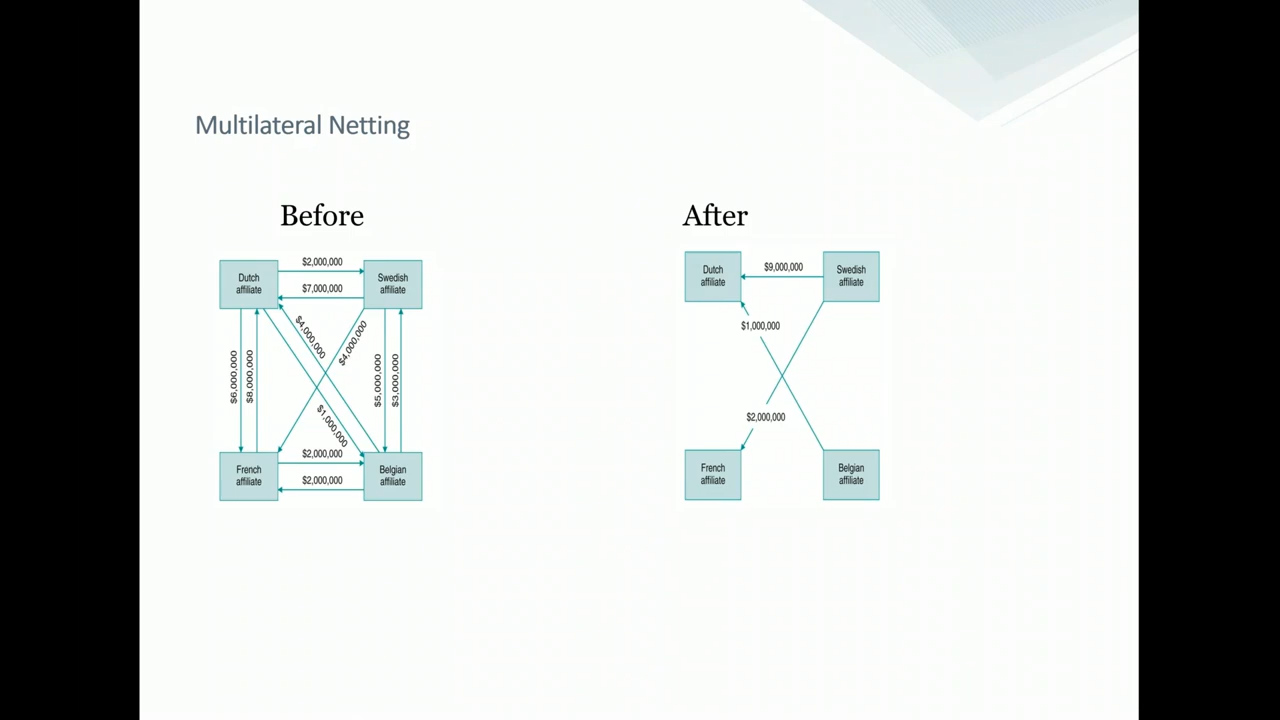 Multilateral Netting
Before
After
Dutch
affiliate
$2,000,000
Swedish
affiliate
$7,000,000
$4,000,000
$4,000,000
$6,000,000
$8,000,000
$5,000,000
$3,000,000
$1,000,000
French
affiliate
$2,000,000
Belgian
affiliate
$2,000,000
Dutch
affiliate
$9,000,000
Swedish
affiliate
$1,000,000
$2,000,000
French
affiliate
Belgian
affiliate